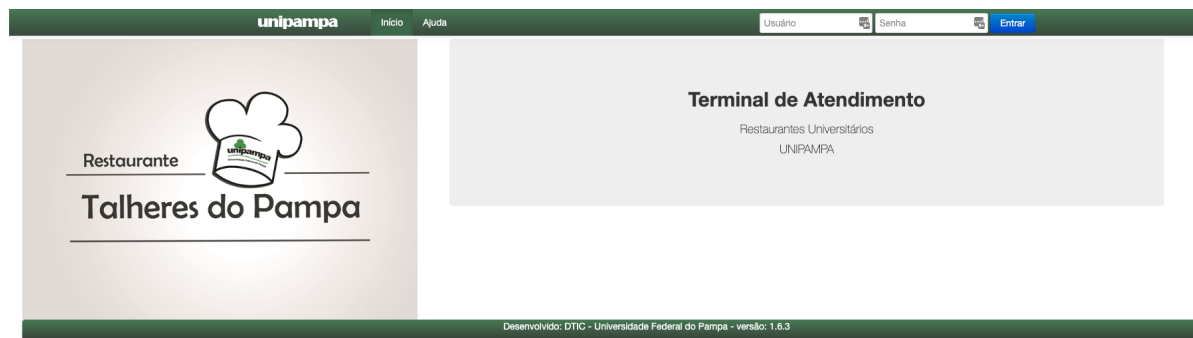 unipampa Início Ajuda Usuário Senha Entrar
Restaurante
unipampa
Talheres do Pampa
Terminal de Atendimento
Restaurantes Universitários
UNIPAMPA
Desenvolvido: DTIC - Universidade Federal do Pampa - versão: 1.6.3